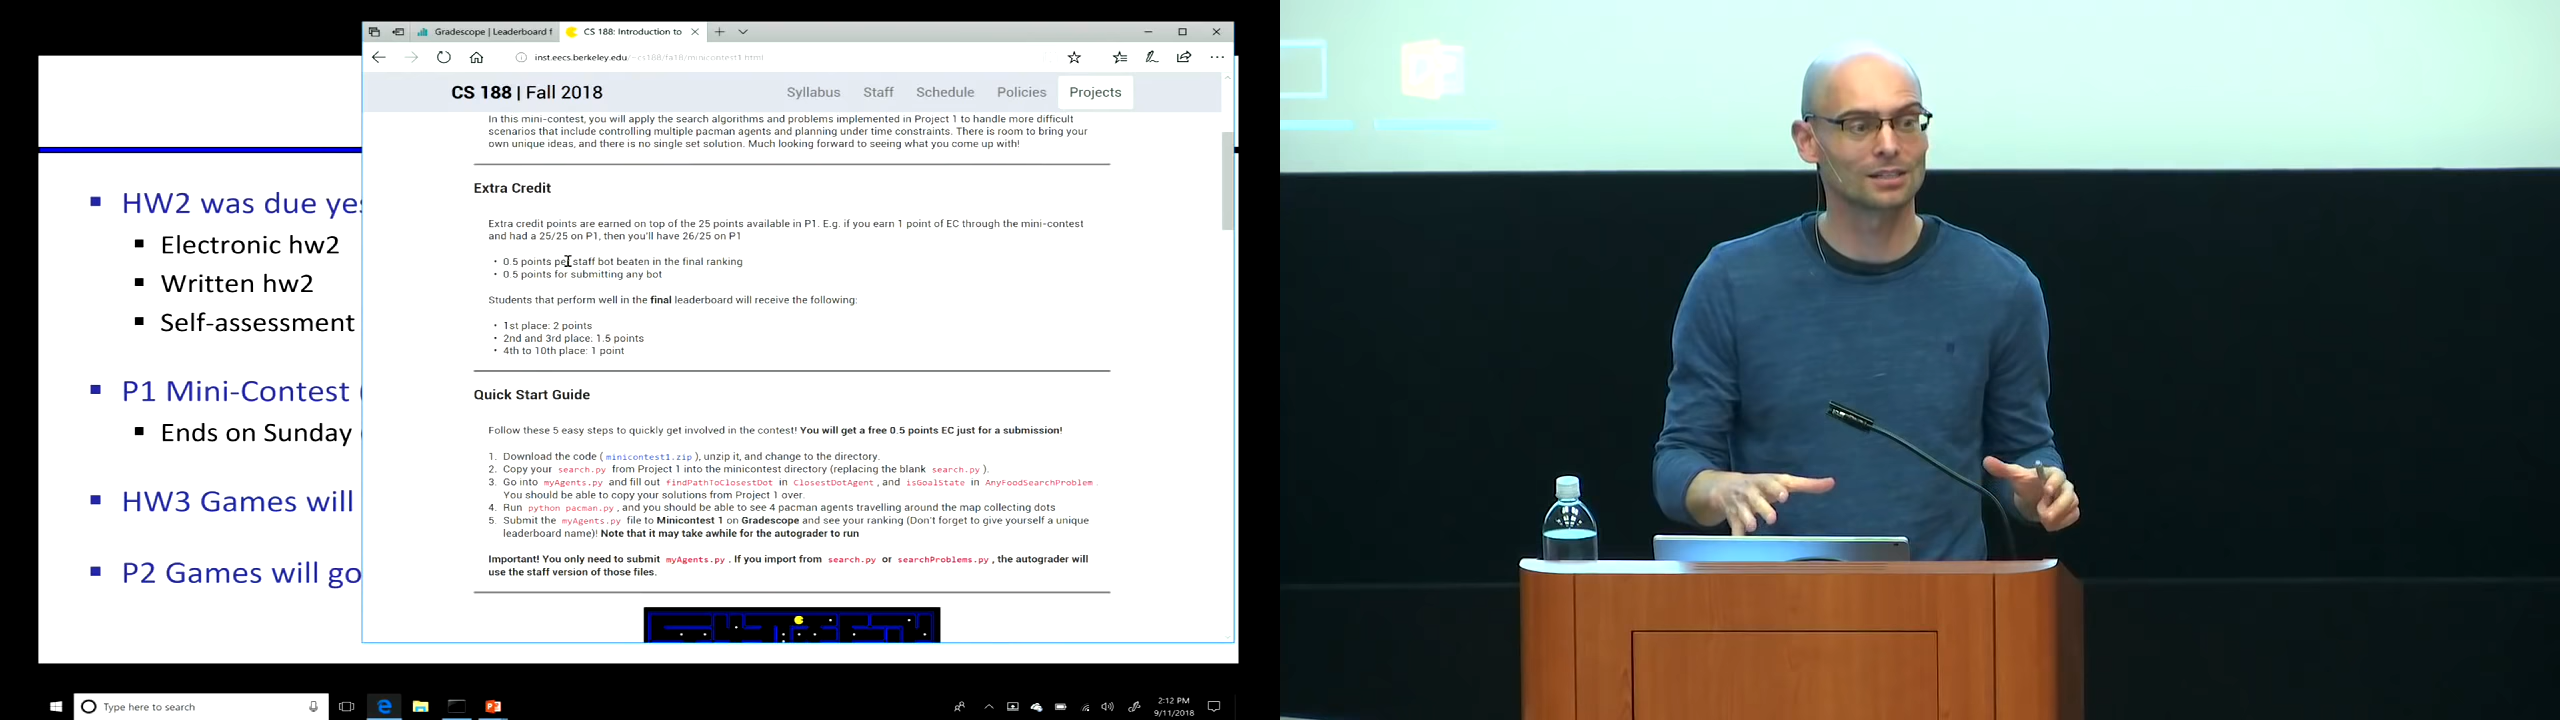 Gradescope | Leaderboard f
CS 188: Introduction to
inst.eecs.berkeley.edu/~cs188/fa18/minicontest1.html
CS 188 | Fall 2018
Syllabus
Staff
Schedule
Policies
Projects
In this mini-contest, you will apply the search algorithms and problems implemented in Project 1 to handle more difficult
scenarios that include controlling multiple pacman agents and planning under time constraints. There is room to bring your
own unique ideas, and there is no single set solution. Much looking forward to seeing what you come up with!
Extra Credit
Extra credit points are earned on top of the 25 points available in P1. E.g. if you earn 1 point of EC through the mini-contest
and had a 25/25 on P1, then you'll have 26/25 on P1
• 0.5 points per staff bot beaten in the final ranking
• 0.5 points for submitting any bot
Students that perform well in the final leaderboard will receive the following:
• 1st place: 2 points
• 2nd and 3rd place: 1.5 points
• 4th to 10th place: 1 point
Quick Start Guide
Follow these 5 easy steps to quickly get involved in the contest! You will get a free 0.5 points EC just for a submission!
1. Download the code (minicontest1.zip), unzip it, and change to the directory.
2. Copy your search.py from Project 1 into the minicontest directory (replacing the blank search.py).
3. Go into myAgents.py and fill out findPathToClosestDot in ClosestDotAgent, and isGoalState in AnyFoodSearchProblem.
You should be able to copy your solutions from Project 1 over.
4. Run python pacman.py, and you should be able to see 4 pacman agents travelling around the map collecting dots
5. Submit the myAgents.py file to Minicontest 1 on Gradescope and see your ranking (Don't forget to give yourself a unique
leaderboard name)! Note that it may take awhile for the autograder to run
Important! You only need to submit myAgents.py. If you import from search.py or searchProblems.py, the autograder will
use the staff version of those files.
▪ HW2 was due yes
▪ Electronic hw2
▪ Written hw2
▪ Self-assessment
▪ P1 Mini-Contest (
▪ Ends on Sunday (
▪ HW3 Games will
▪ P2 Games will go
Type here to search
2:12 PM
9/11/2018